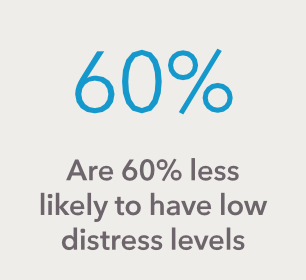 60%
Are 60% less
likely to have low
distress levels